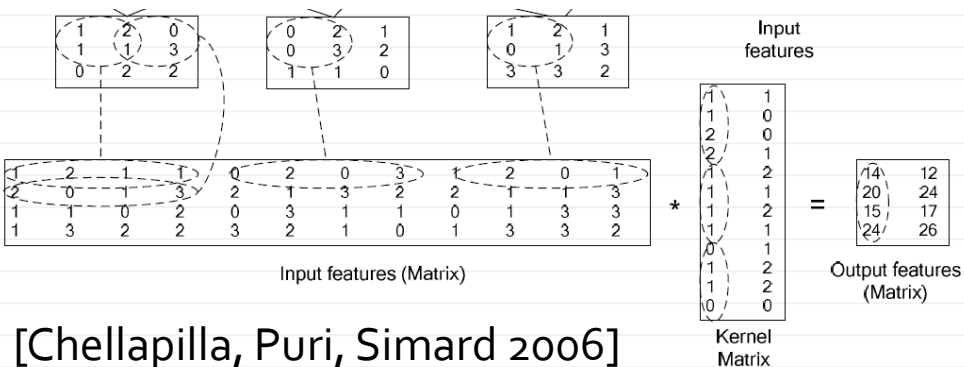 1 2 0
1 1 3
0 2 2
0 2 1
0 3 2
1 1 0
1 2 1
0 1 3
3 3 2
Input
features
1 2 1 1 0 2 0 3 1 2 0 1
2 0 1 3 2 1 3 2 2 1 1 3
1 1 0 2 0 3 1 1 0 1 3 3
1 3 2 2 3 2 1 0 1 3 3 2
Input features (Matrix)
*
1 1
1 0
2 0
2 1
1 2
1 1
1 2
1 1
0 1
1 2
1 2
0 0
Kernel
Matrix
=
14 12
20 24
15 17
24 26
Output features
(Matrix)
[Chellapilla, Puri, Simard 2006]